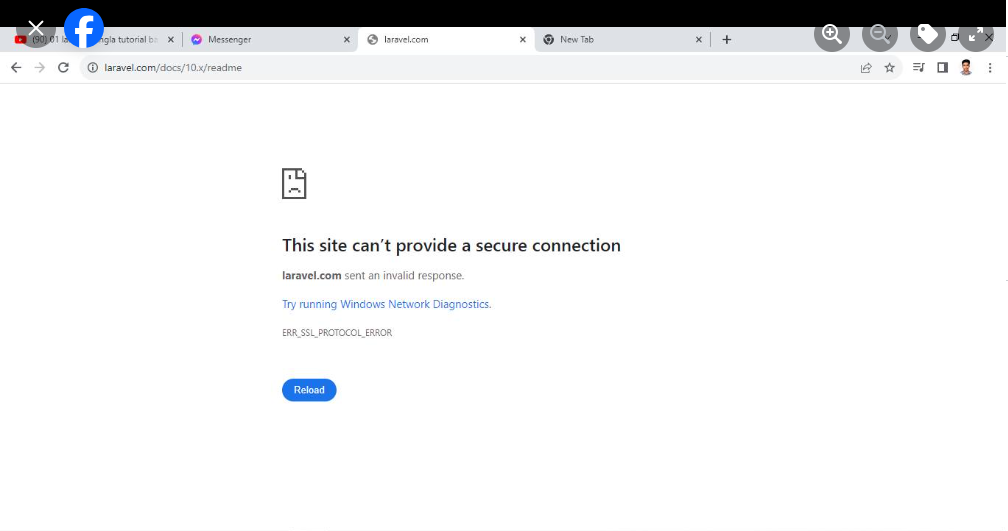 (90) 01 la ngla tutorial ba
Messenger
laravel.com
New Tab
laravel.com/docs/10.x/readme
This site can't provide a secure connection
laravel.com sent an invalid response.
Try running Windows Network Diagnostics.
ERR_SSL_PROTOCOL_ERROR
Reload